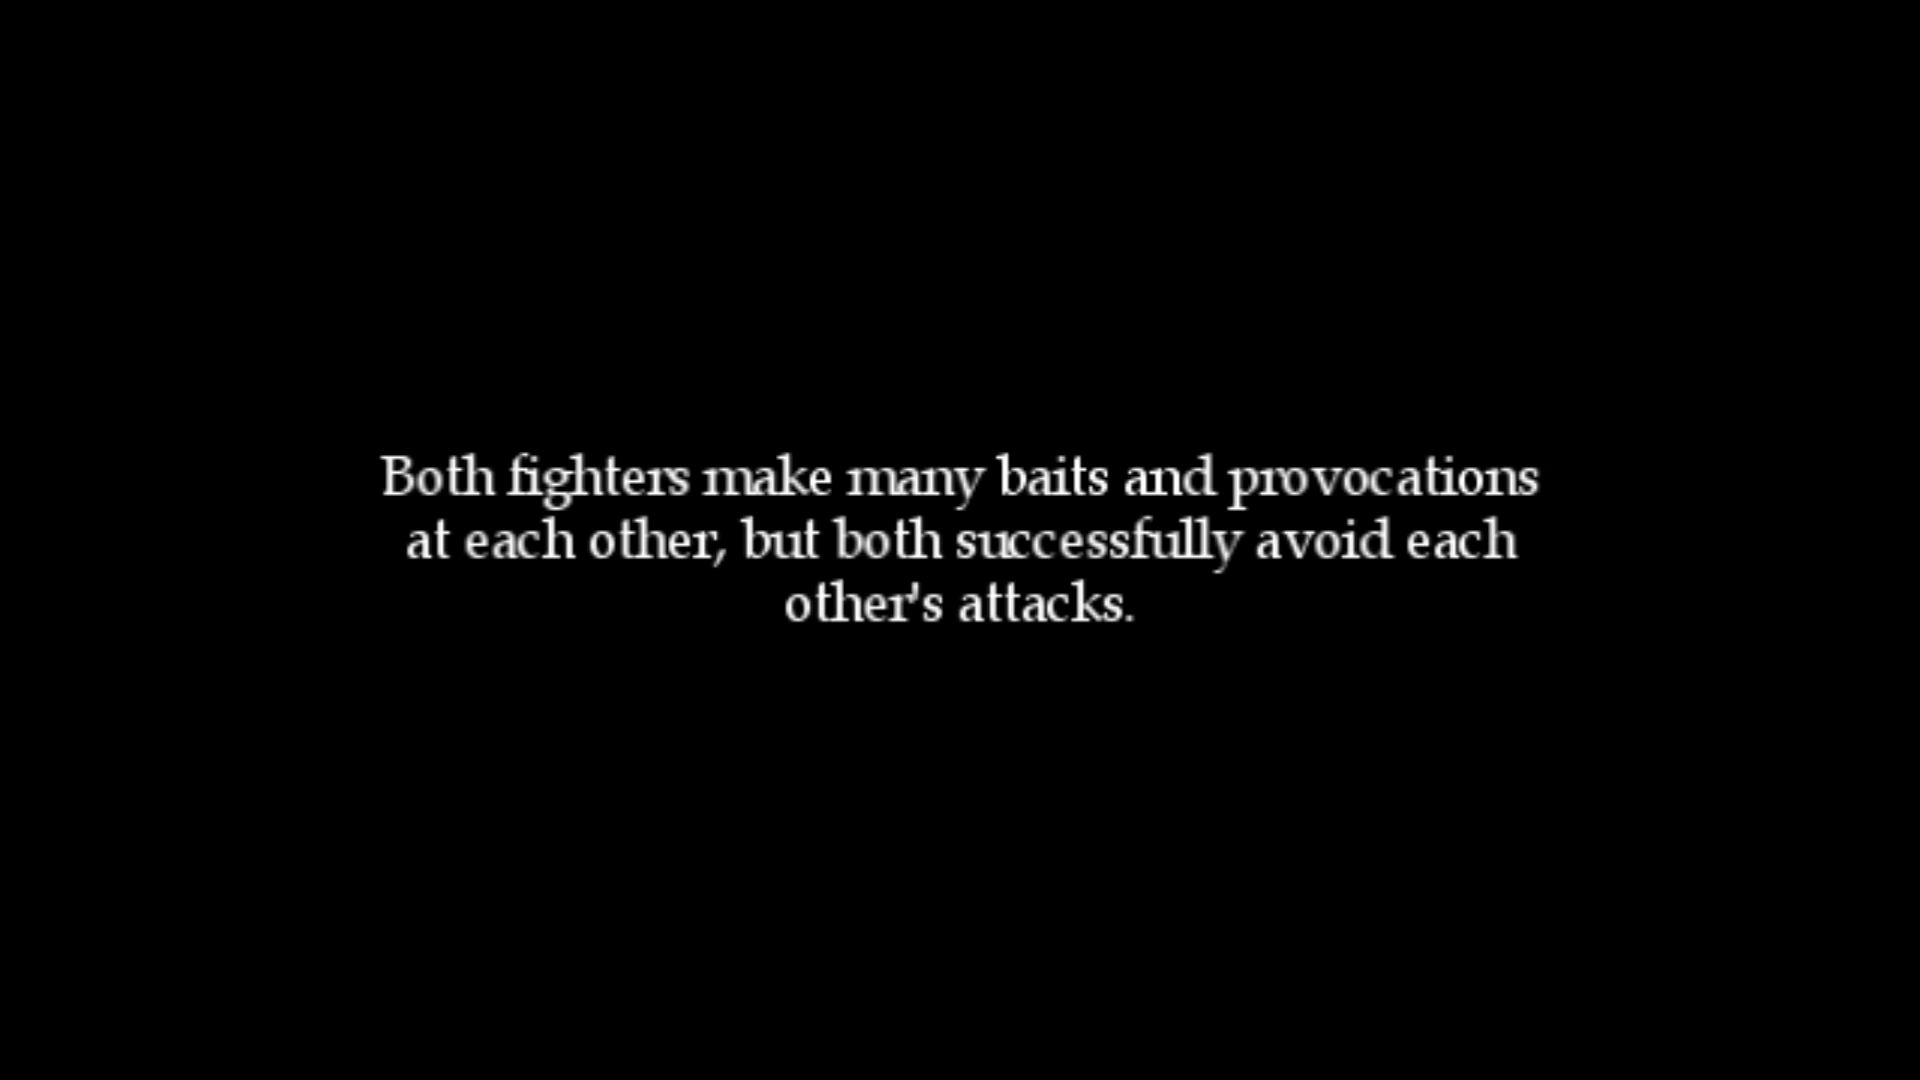 Both fighters make many baits and provocations
at each other, but both successfully avoid each
other's attacks.